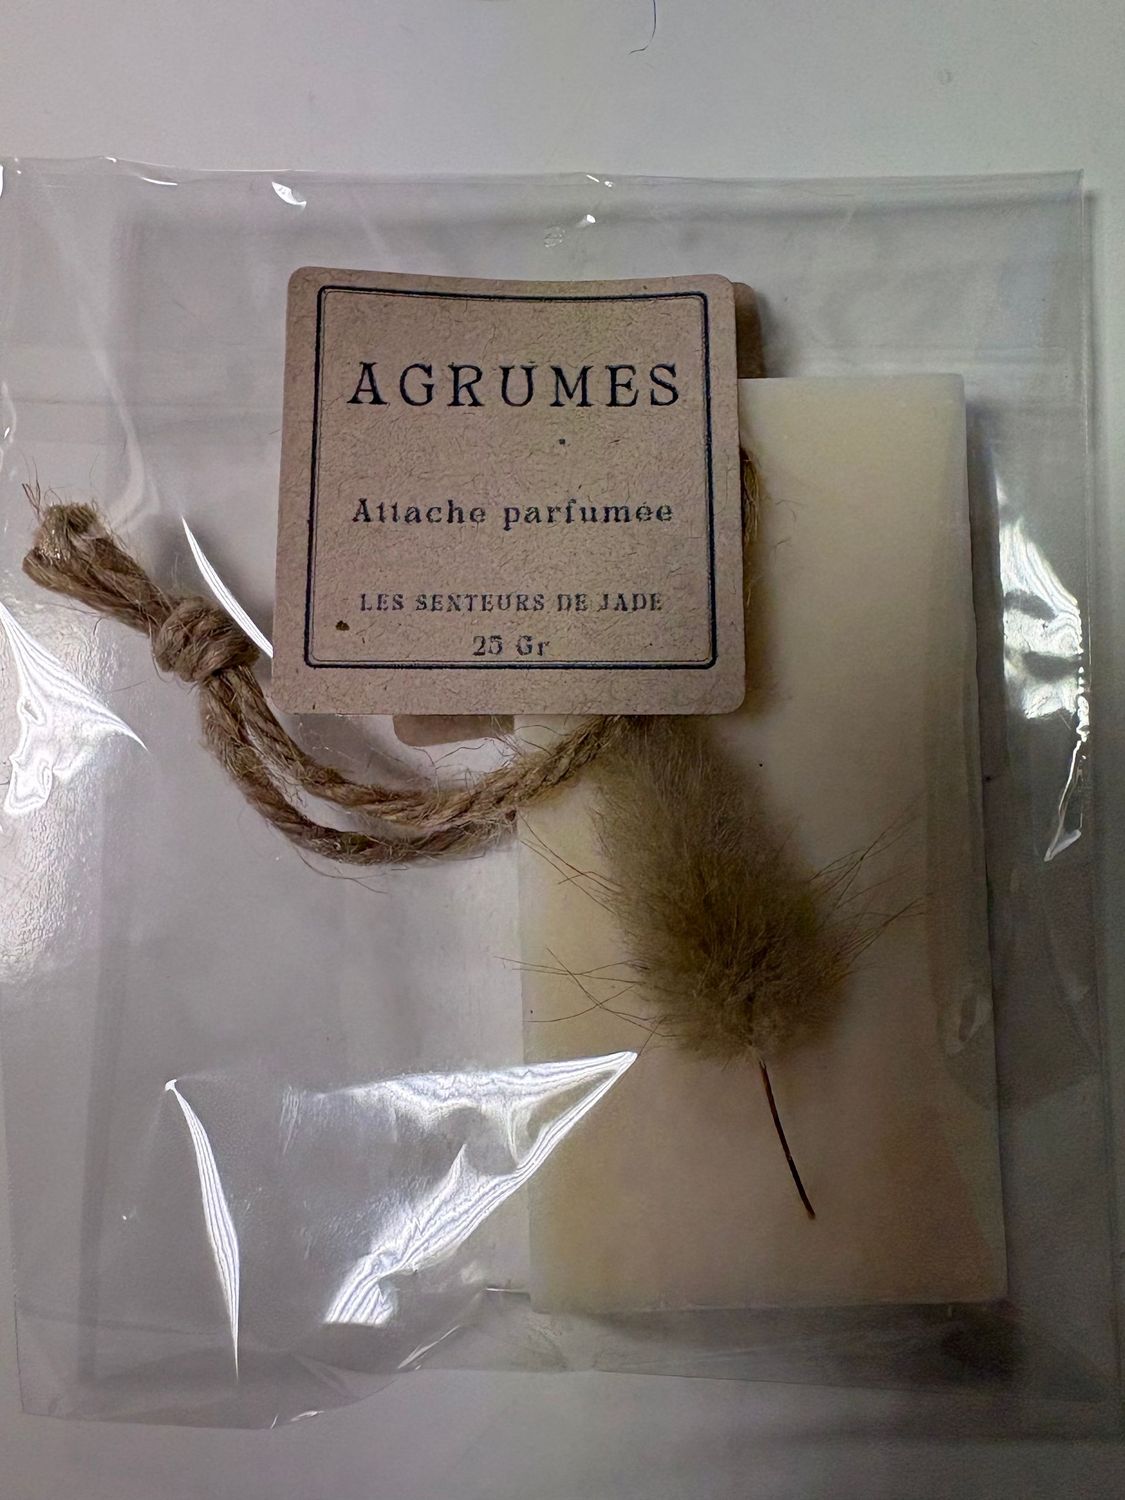 AGRUMES
Attache parfumée
LES SENTEURS DE JADE
25 Gr